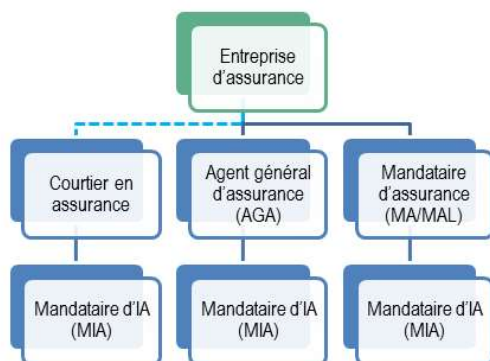 Entreprise
d'assurance
Courtier en
assurance
Agent général
d'assurance
(AGA)
Mandataire
d'assurance
(MA/MAL)
Mandataire d'IA
(MIA)
Mandataire d'IA
(MIA)
Mandataire d'IA
(MIA)